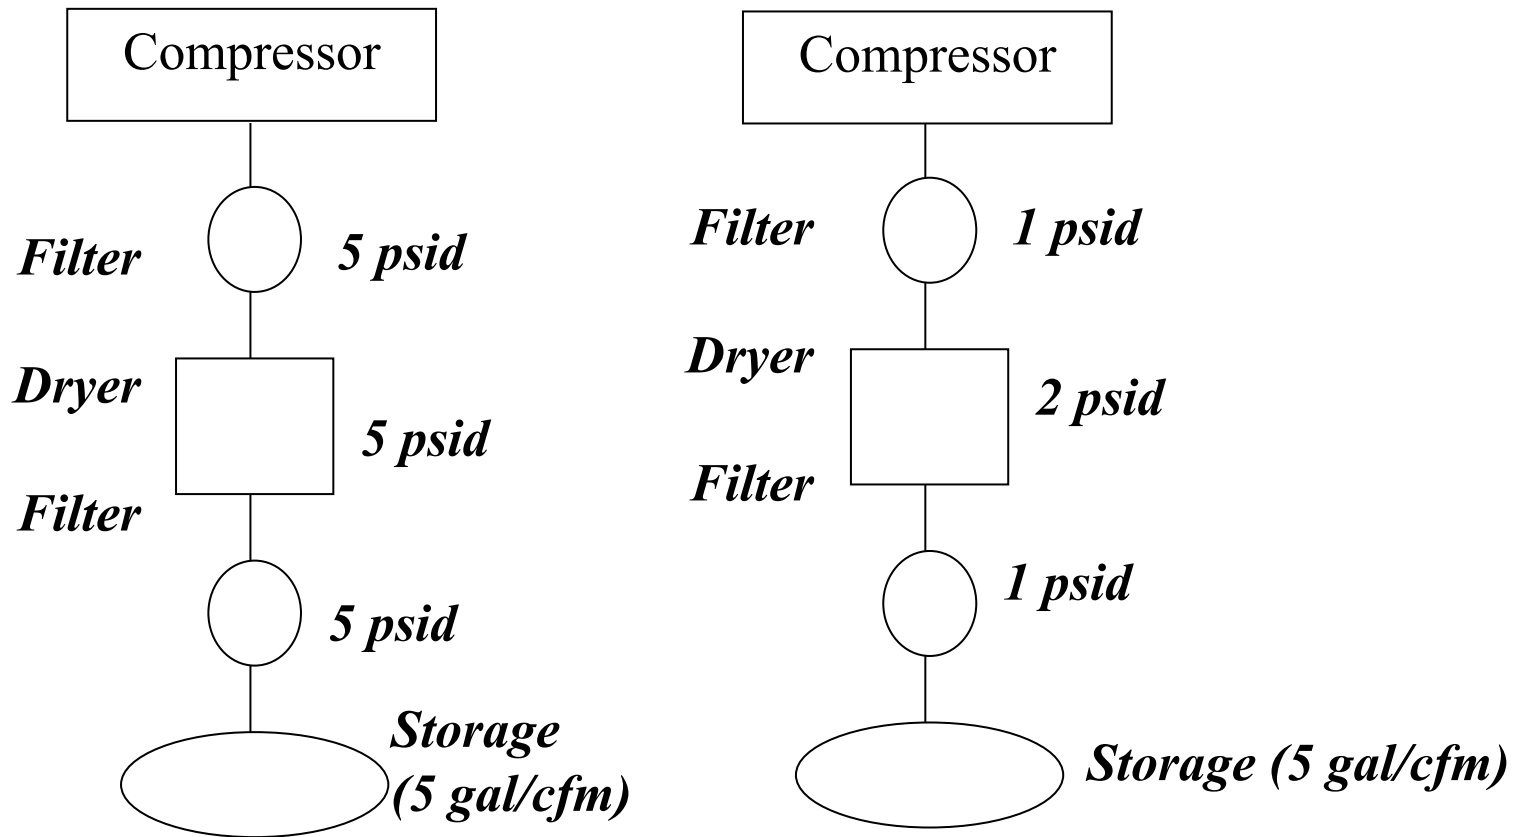 Compressor
Filter
5 psid
Dryer
5 psid
Filter
5 psid
Storage
(5 gal/cfm)
Compressor
Filter
1 psid
Dryer
2 psid
Filter
1 psid
Storage (5 gal/cfm)